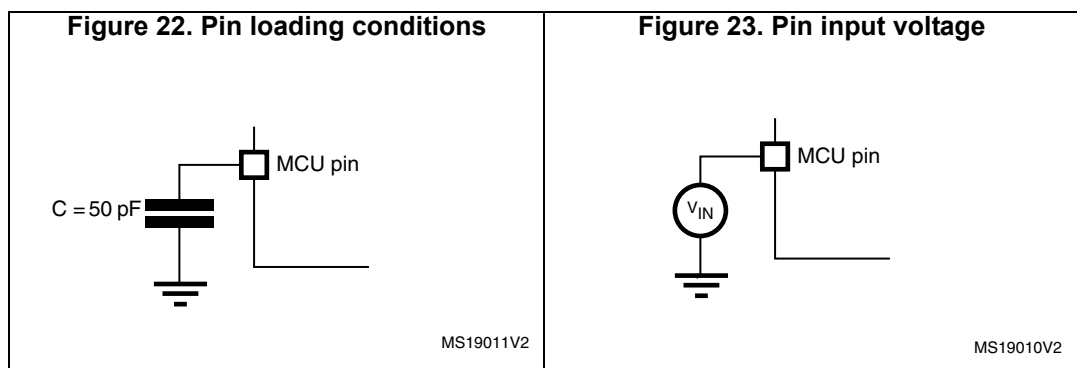 Figure 22. Pin loading conditions
MCU pin
C = 50 pF
MS19011V2
Figure 23. Pin input voltage
MCU pin
VIN
MS19010V2